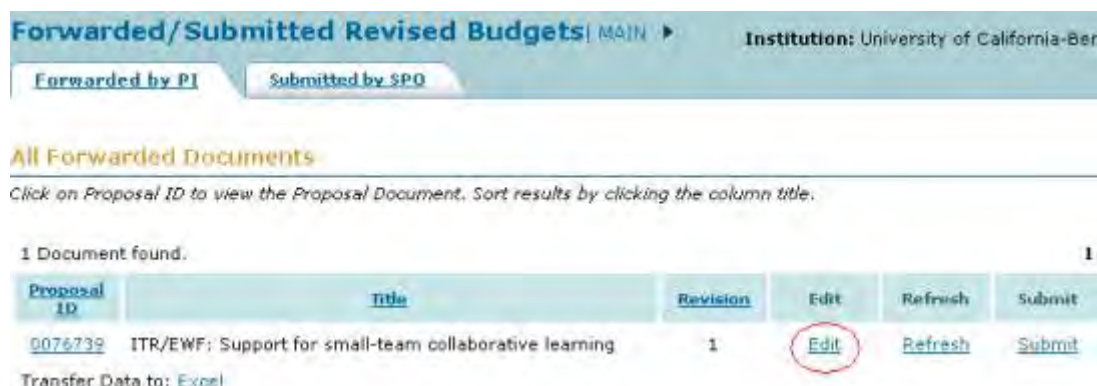 Forwarded/Submitted Revised Budgets| MAIN ▶ Institution: University of California-Ber
Forwarded by PI Submitted by SPO
All Forwarded Documents
Click on Proposal ID to view the Proposal Document. Sort results by clicking the column title.
1 Document found. 1
Proposal ID Title Revision Edit Refresh Submit
0076739 ITR/EWF: Support for small-team collaborative learning 1 Edit Refresh Submit
Transfer Data to: Excel